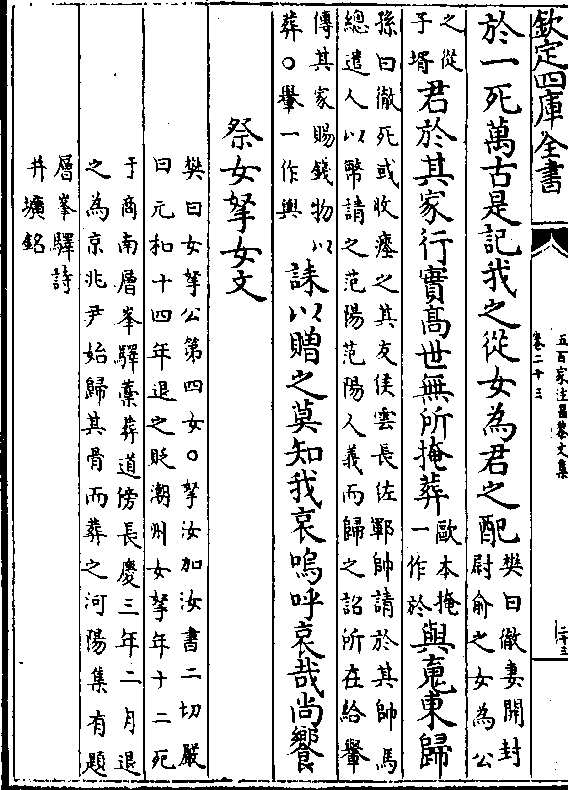 欽定四庫全書
五百家注昌黎文集
卷二十三
二十三
於一死萬古是記我之從女為君之配樊曰徹妻開封
尉俞之女為公
之從
子壻君於其家行實高世無所掩葬歐本掩
一作於與魂東歸
孫曰徹死或收瘞之其友侯雲長佐鄆帥請於其帥馬
總遣人以幣請之范陽范陽人義而歸之詔所在給轝
傳其家賜錢物以
葬○轝一作輿誄以贈之莫知我哀嗚呼哀哉尚饗
祭女挐女文
樊曰女挐公第四女○挐汝加汝書二切嚴
曰元和十四年退之貶潮州女挐年十二死
于商南層峯驛藁葬道傍長慶三年二月退
之為京兆尹始歸其骨而葬之河陽集有題
層峯驛詩
井壙銘